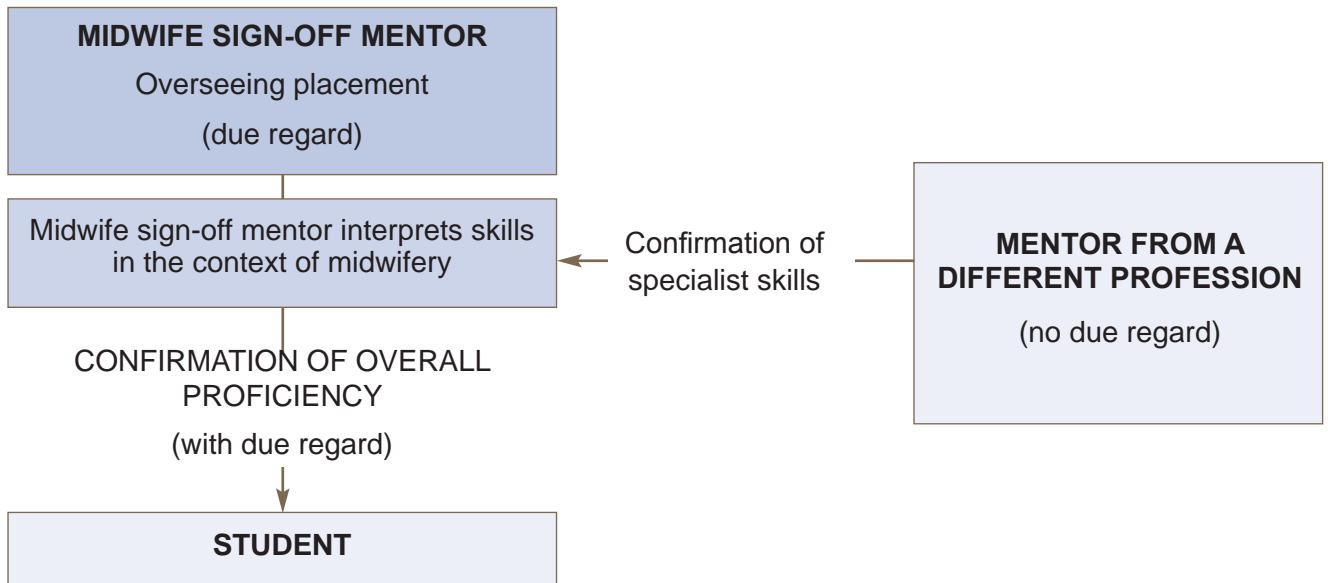 MIDWIFE SIGN-OFF MENTOR
Overseeing placement
(due regard)
Midwife sign-off mentor interprets skills
in the context of midwifery
Confirmation of
specialist skills
MENTOR FROM A
DIFFERENT PROFESSION
(no due regard)
CONFIRMATION OF OVERALL
PROFICIENCY
(with due regard)
STUDENT